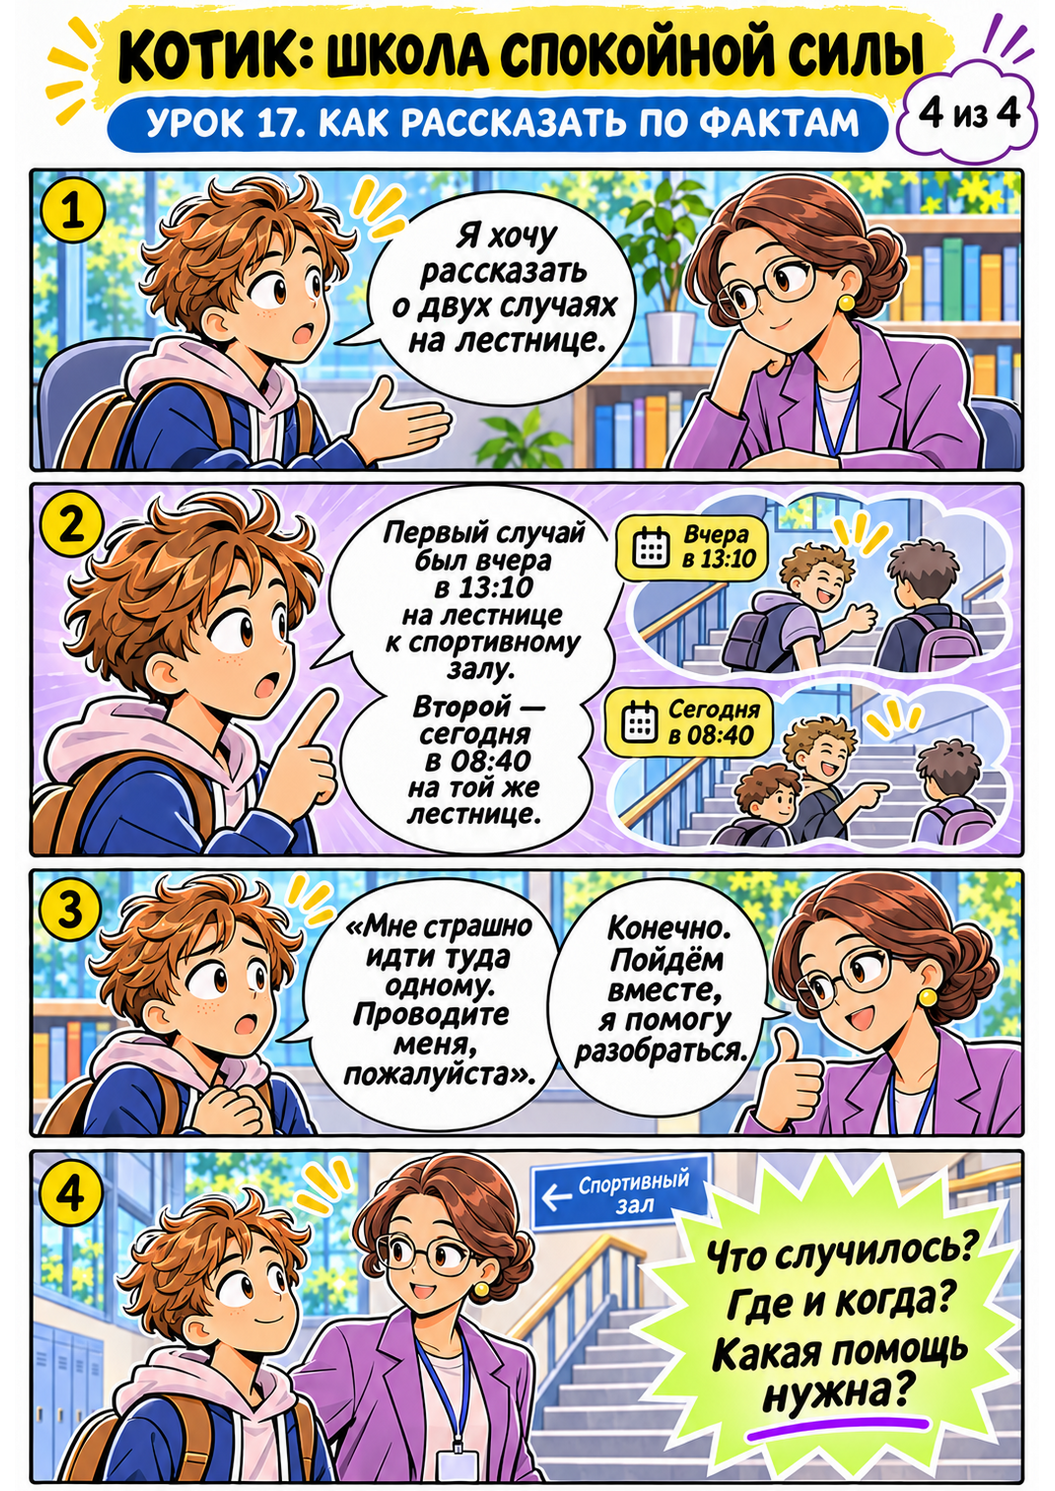 КОТИК: ШКОЛА СПОКОЙНОЙ СИЛЫ
УРОК 17. КАК РАССКАЗАТЬ ПО ФАКТАМ
4 из 4
1
Я хочу
рассказать
о двух случаях
на лестнице.
2
Первый случай
был вчера
в 13:10
на лестнице
к спортивному
залу.
Второй —
сегодня
в 08:40
на той же
лестнице.
Вчера
в 13:10
Сегодня
в 08:40
3
«Мне страшно
идти туда
одному.
Проводите
меня,
пожалуйста».
Конечно.
Пойдём
вместе,
я помогу
разобраться.
4
Спортивный
зал
Что случилось?
Где и когда?
Какая помощь
нужна?